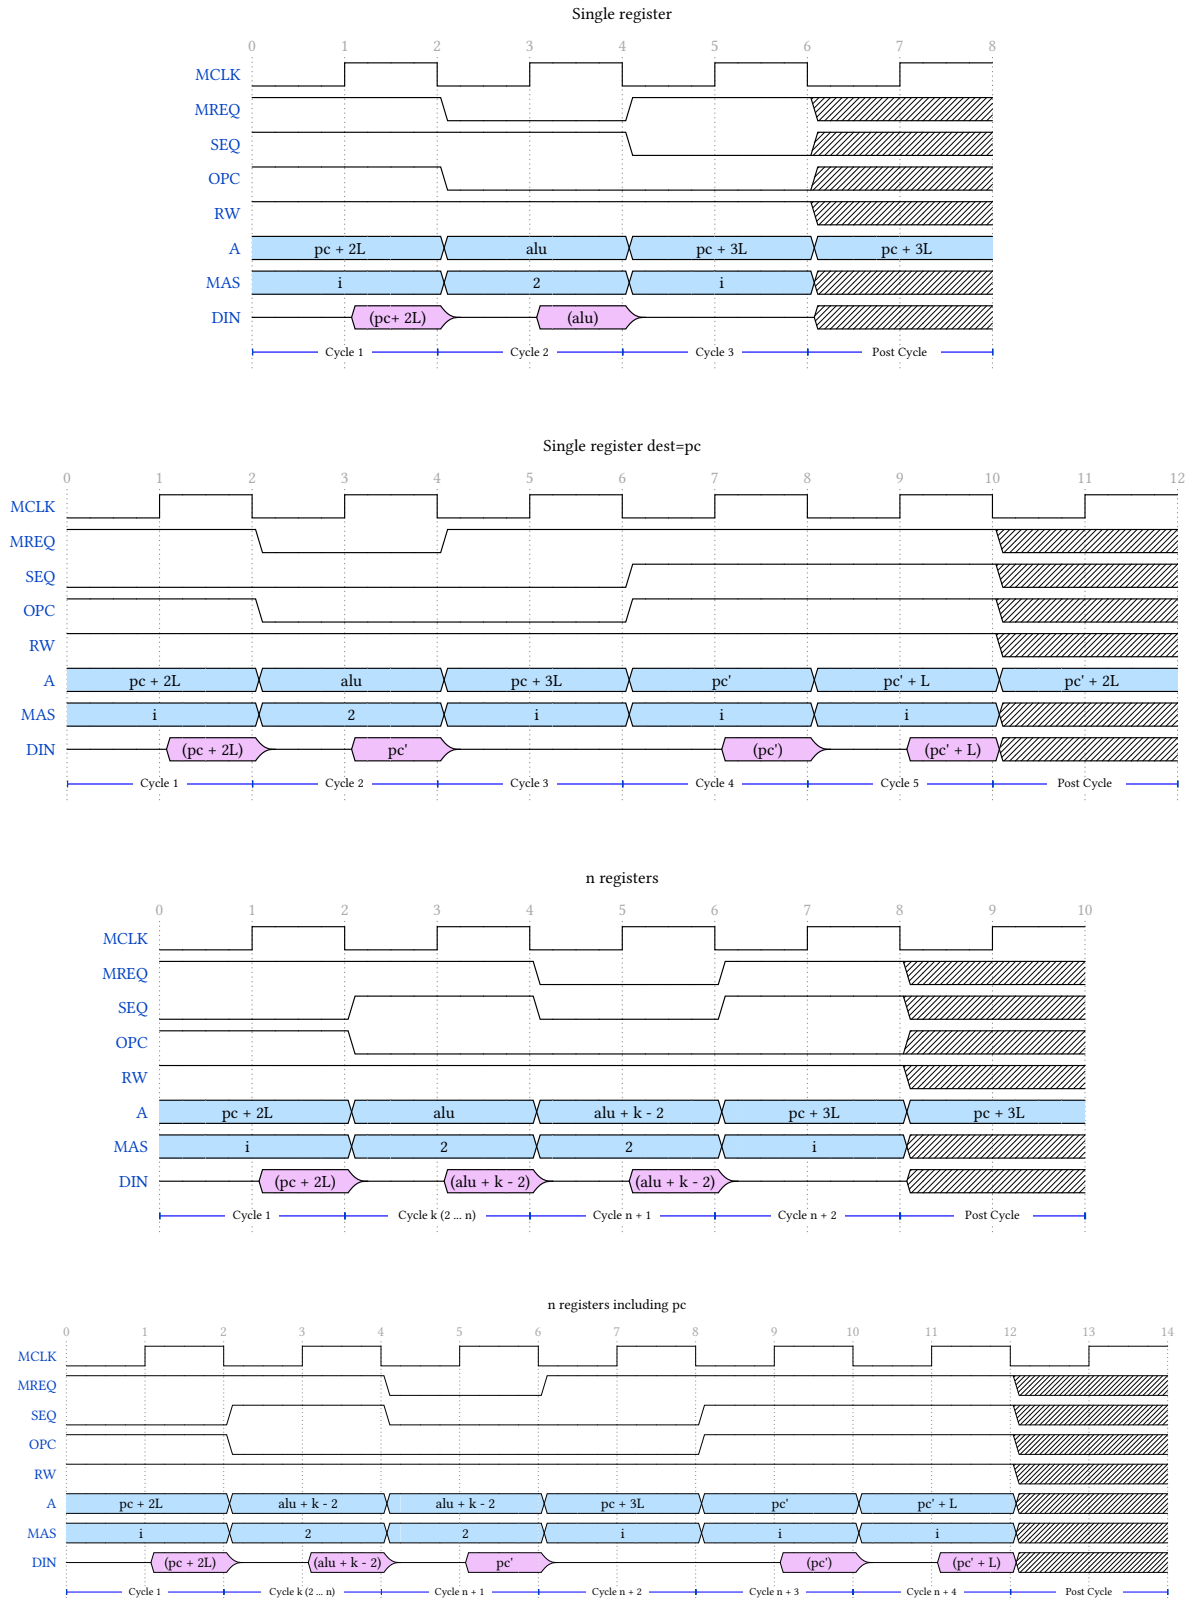 Single register
0 1 2 3 4 5 6 7 8
MCLK
MREQ
SEQ
OPC
RW
A pc + 2L alu pc + 3L pc + 3L
MAS i 2 i
DIN (pc+ 2L) (alu)
Cycle 1 Cycle 2 Cycle 3 Post Cycle
Single register dest=pc
0 1 2 3 4 5 6 7 8 9 10 11 12
MCLK
MREQ
SEQ
OPC
RW
A pc + 2L alu pc + 3L pc' pc' + L pc' + 2L
MAS i 2 i i i
DIN (pc + 2L) pc' (pc') (pc' + L)
Cycle 1 Cycle 2 Cycle 3 Cycle 4 Cycle 5 Post Cycle
n registers
0 1 2 3 4 5 6 7 8 9 10
MCLK
MREQ
SEQ
OPC
RW
A pc + 2L alu alu + k - 2 pc + 3L pc + 3L
MAS i 2 2 i
DIN (pc + 2L) (alu + k - 2) (alu + k - 2)
Cycle 1 Cycle k (2 ... n) Cycle n + 1 Cycle n + 2 Post Cycle
n registers including pc
0 1 2 3 4 5 6 7 8 9 10 11 12 13 14
MCLK
MREQ
SEQ
OPC
RW
A pc + 2L alu + k - 2 alu + k - 2 pc + 3L pc' pc' + L
MAS i 2 2 i i i
DIN (pc + 2L) (alu + k - 2) pc' (pc') (pc' + L)
Cycle 1 Cycle k (2 ... n) Cycle n + 1 Cycle n + 2 Cycle n + 3 Cycle n + 4 Post Cycle